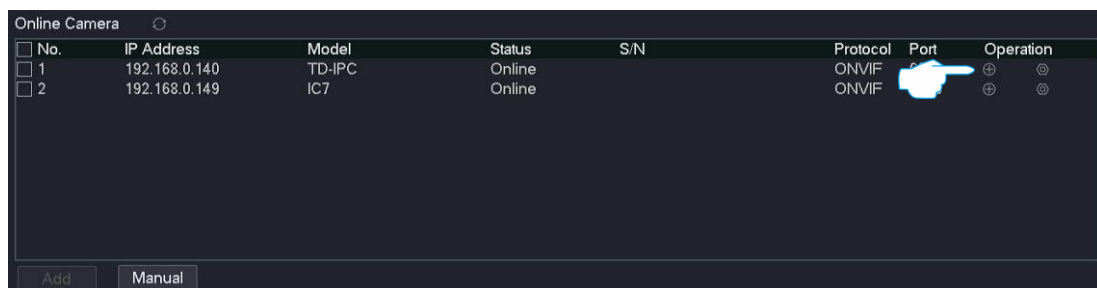 Online Camera
No. IP Address Model Status S/N Protocol Port Operation
1 192.168.0.140 TD-IPC Online ONVIF
2 192.168.0.149 IC7 Online ONVIF
Add Manual